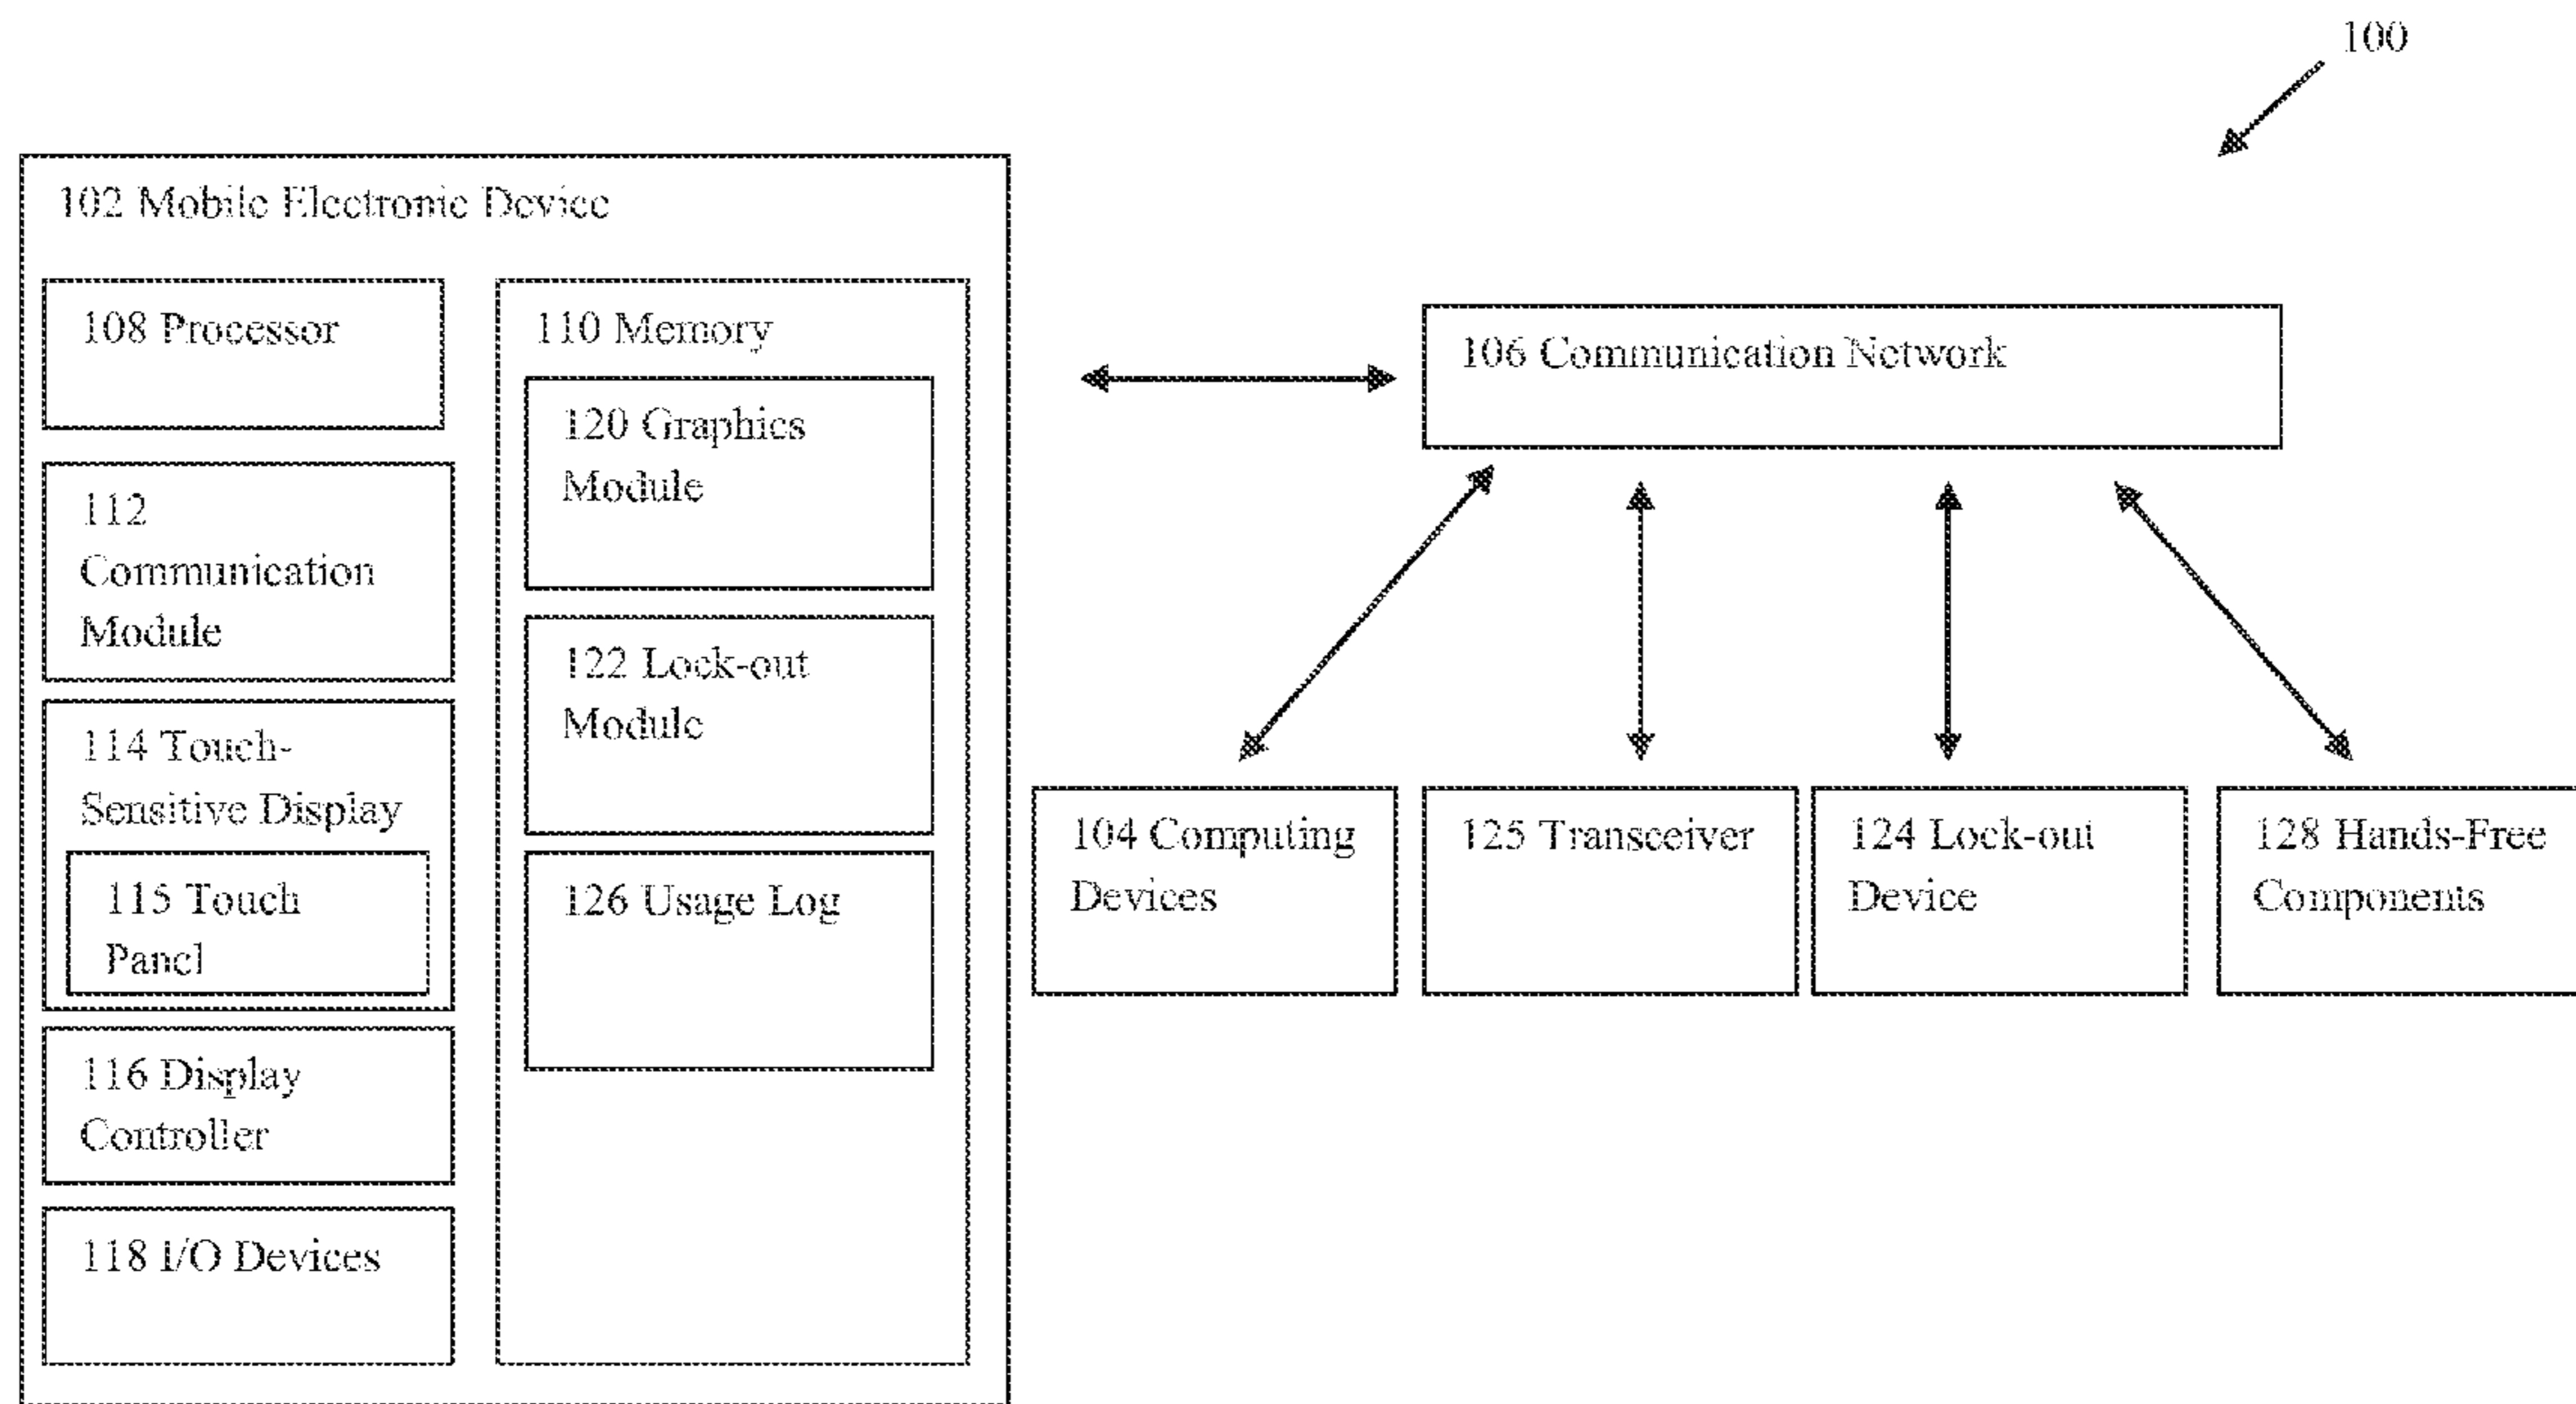 100
102 Mobile Electronic Device
108 Processor
112
Communication
Module
114 Touch-
Sensitive Display
115 Touch
Panel
116 Display
Controller
118 I/O Devices
110 Memory
120 Graphics
Module
122 Lock-out
Module
126 Usage Log
106 Communication Network
104 Computing
Devices
125 Transceiver
124 Lock-out
Device
128 Hands-Free
Components